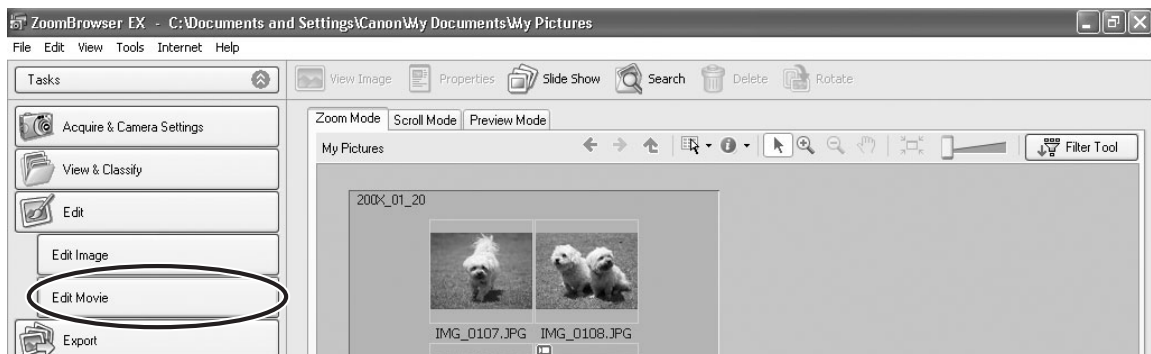 ZoomBrowser EX - C:\Documents and Settings\Canon\My Documents\My Pictures
File Edit View Tools Internet Help
Tasks View Image Properties Slide Show Search Delete Rotate
Acquire & Camera Settings
View & Classify
Edit
Edit Image
Edit Movie
Export
Zoom Mode Scroll Mode Preview Mode
My Pictures Filter Tool
200X_01_20
IMG_0107.JPG IMG_0108.JPG